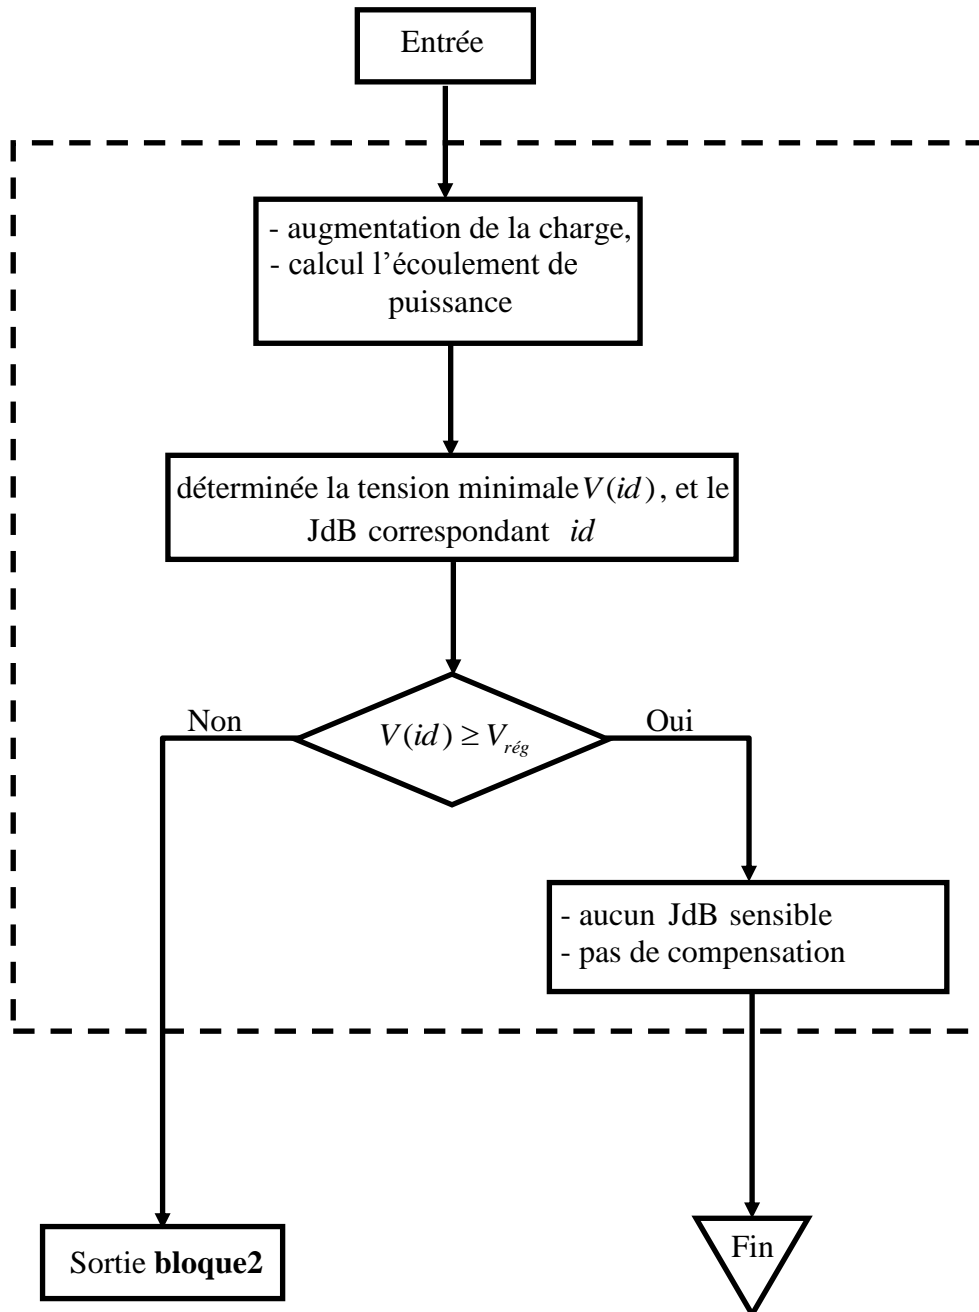 Entrée
- augmentation de la charge,
- calcul l’écoulement de
puissance
déterminée la tension minimale V(id), et le
JdB correspondant id
Non
V(id) ≥ Vrég
Oui
- aucun JdB sensible
- pas de compensation
Sortie bloque2
Fin